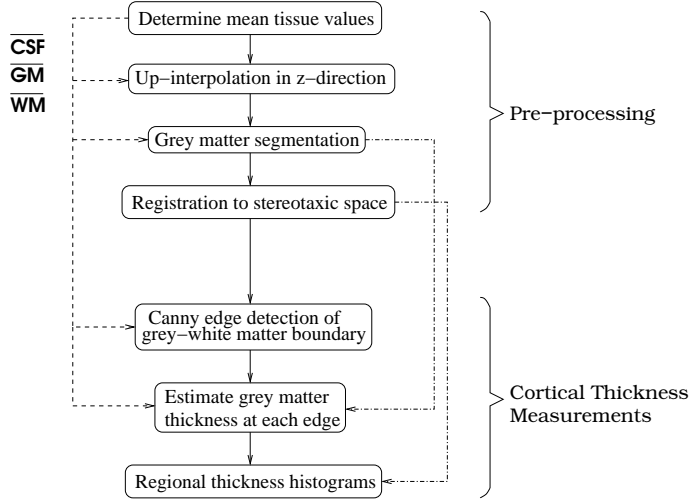 Determine mean tissue values
CSF
GM
WM
Up−interpolation in z−direction
Pre−processing
Grey matter segmentation
Registration to stereotaxic space
Canny edge detection of
grey−white matter boundary
Estimate grey matter
thickness at each edge
Cortical Thickness
Measurements
Regional thickness histograms